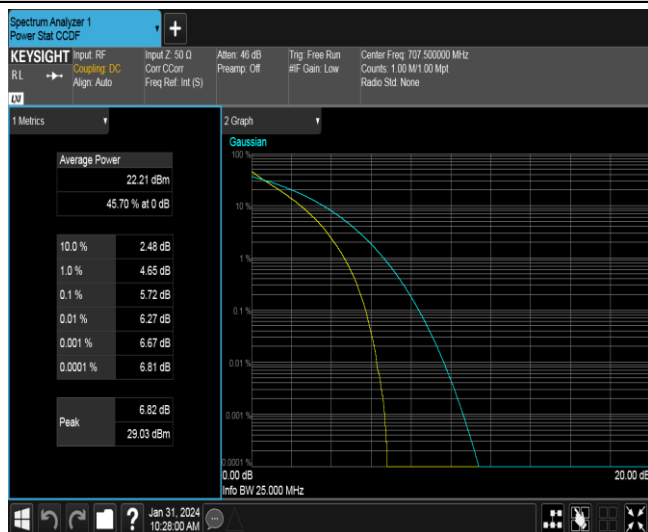 Spectrum Analyzer 1
Power Stat CCDF
+
KEYSIGHT
RL
LXI
Input: RF
Coupling: DC
Align: Auto
Input Z: 50 Ω
Corr CCorr
Freq Ref: Int (S)
Atten: 46 dB
Preamp: Off
Trig: Free Run
#IF Gain: Low
Center Freq: 707.500000 MHz
Counts: 1.00 M/1.00 Mpt
Radio Std: None
1 Metrics
Average Power
22.21 dBm
45.70 % at 0 dB
10.0 % 2.48 dB
1.0 % 4.65 dB
0.1 % 5.72 dB
0.01 % 6.27 dB
0.001 % 6.67 dB
0.0001 % 6.81 dB
Peak
6.82 dB
29.03 dBm
2 Graph
Gaussian
100 %
10 %
1 %
0.1 %
0.01 %
0.001 %
0.0001 %
0.00 dB 20.00 dB
Info BW 25.000 MHz
?
Jan 31, 2024
10:28:00 AM